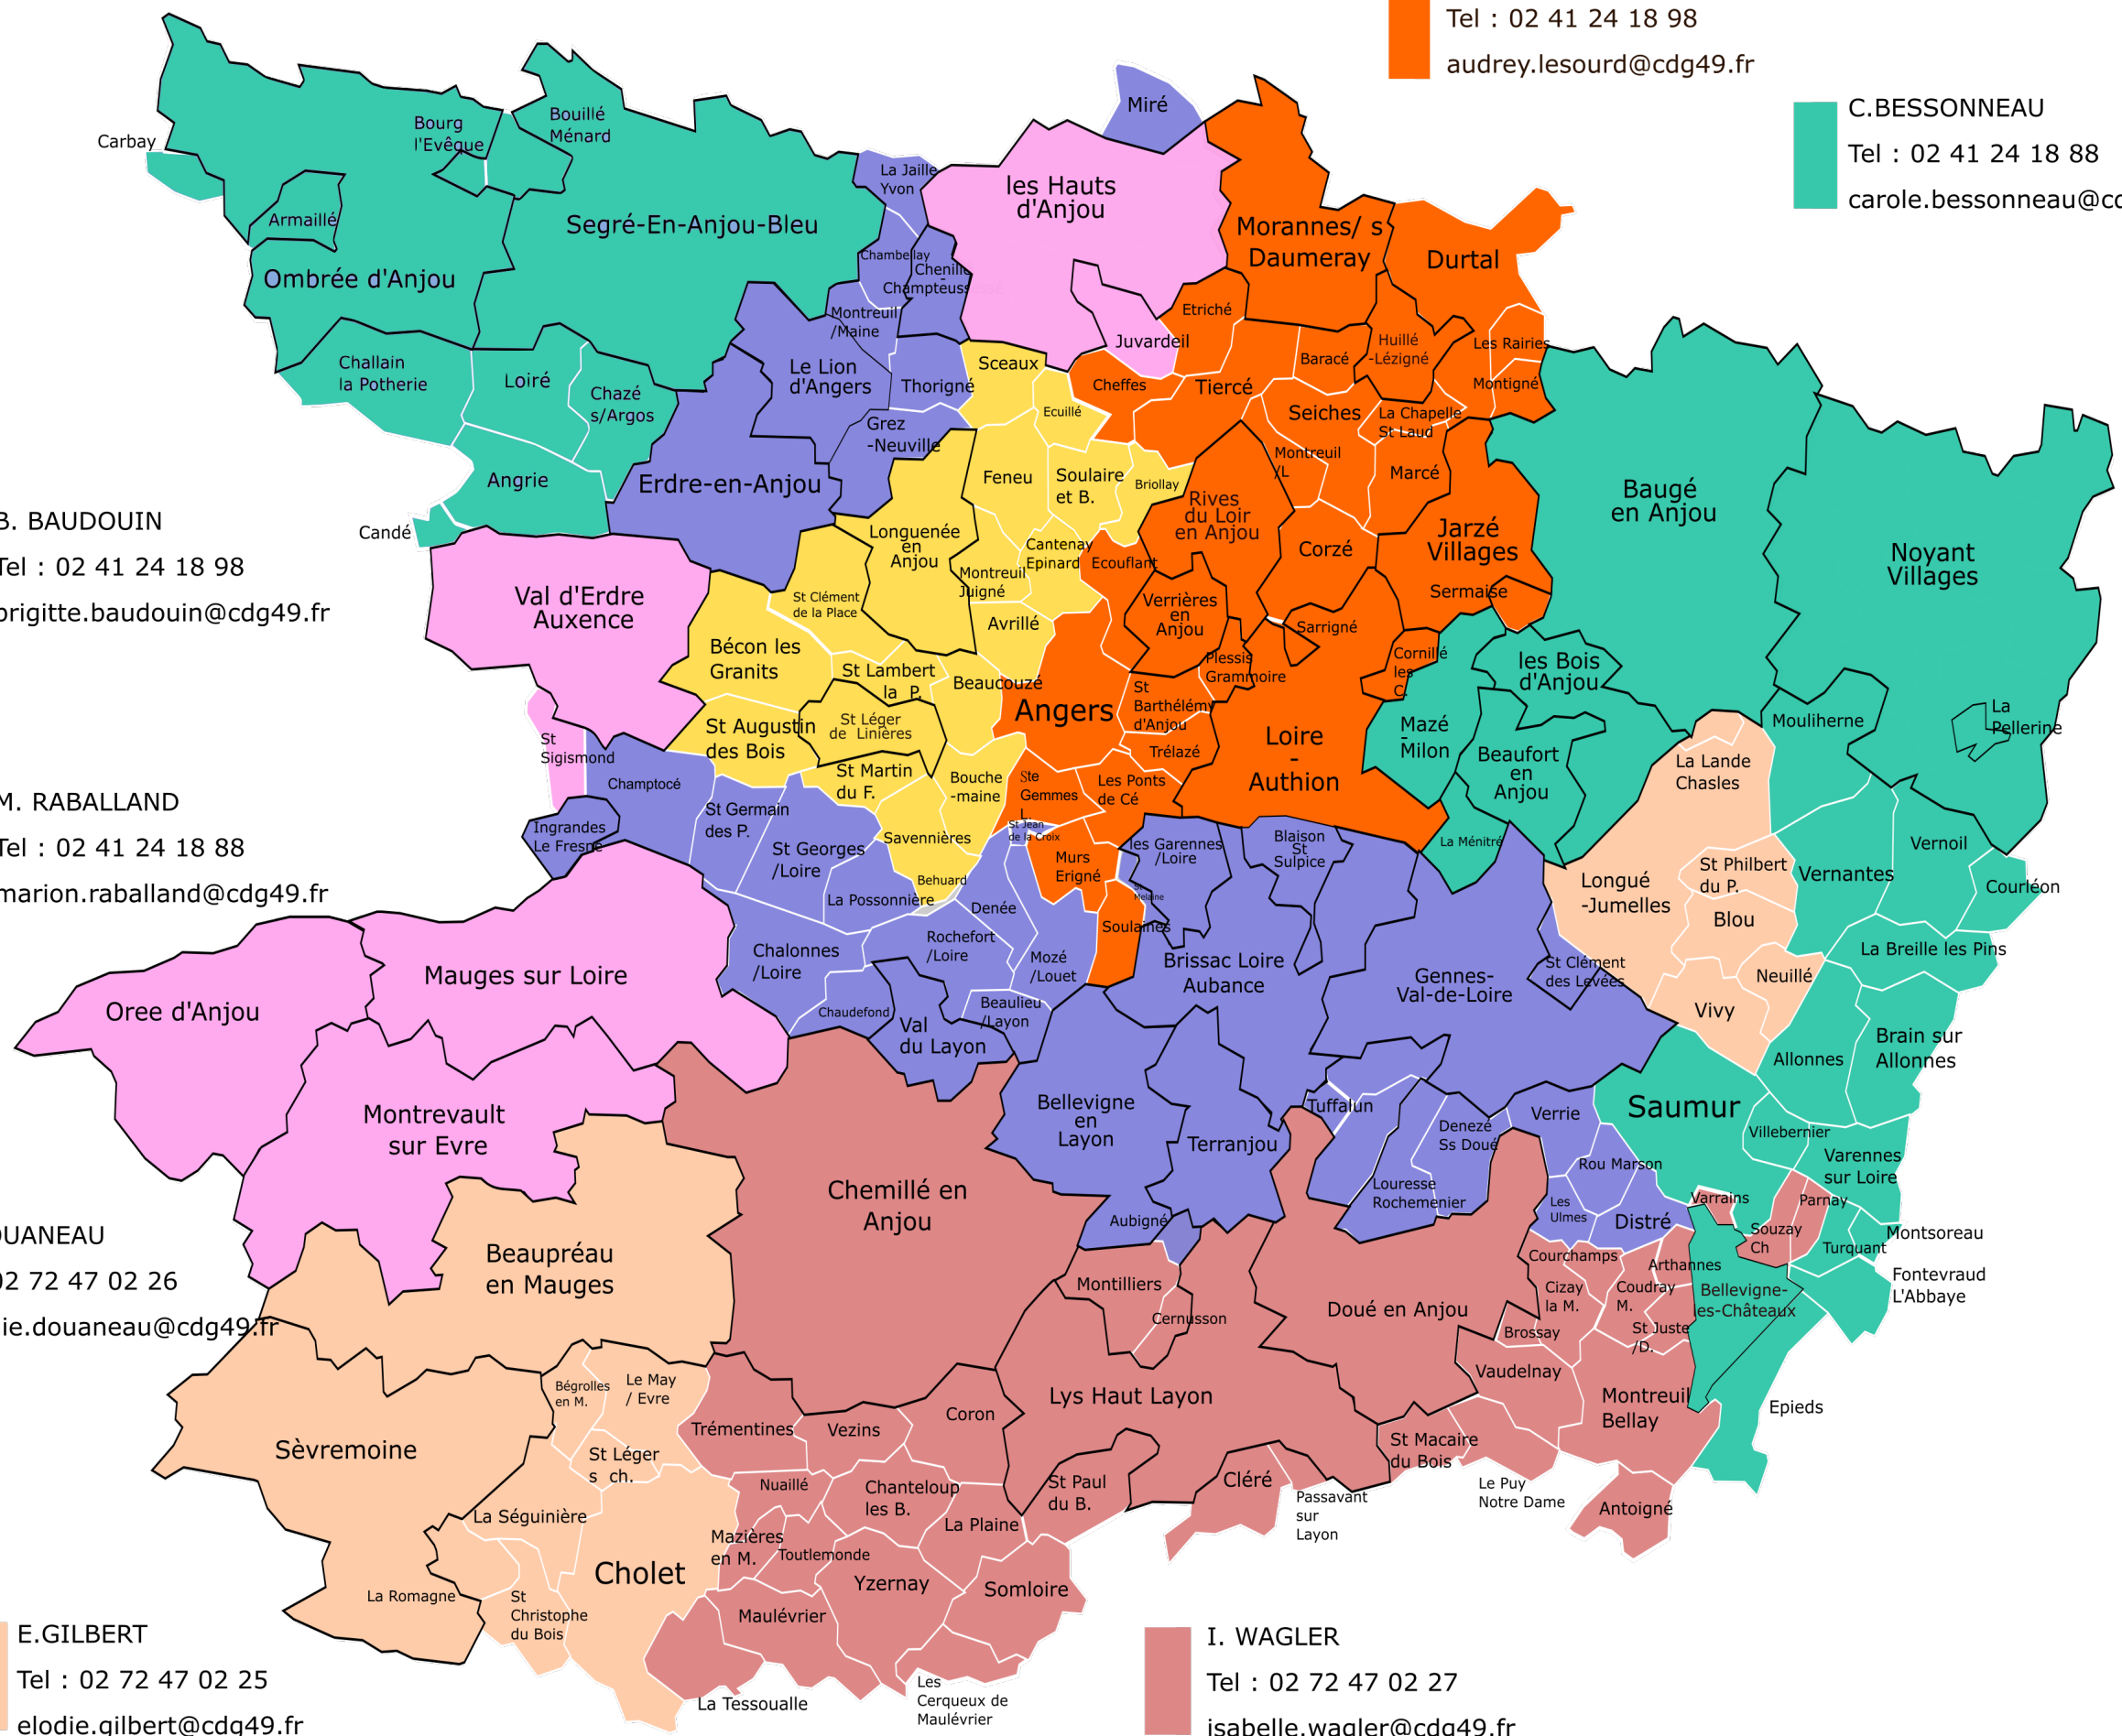 Tel : 02 41 24 18 98
audrey.lesourd@cdg49.fr
C.BESSONNEAU
Tel : 02 41 24 18 88
carole.bessonneau@cd
B. BAUDOUIN
Tel : 02 41 24 18 98
brigitte.baudouin@cdg49.fr
M. RABALLAND
Tel : 02 41 24 18 88
marion.raballand@cdg49.fr
OUANEAU
02 72 47 02 26
ie.douaneau@cdg49.fr
E.GILBERT
Tel : 02 72 47 02 25
elodie.gilbert@cdg49.fr
I. WAGLER
Tel : 02 72 47 02 27
isabelle.wagler@cdg49.fr
Carbay
Bourg
l'Evêque
Bouillé
Ménard
Armaillé
Ombrée d'Anjou
Segré-En-Anjou-Bleu
Challain
la Potherie
Loiré
Chazé
s/Argos
Angrie
Candé
Miré
La Jaille
Yvon
Chambellay
Chenillé
-
Champteuss
Montreuil
/Maine
Le Lion
d'Angers
Thorigné
Grez
-Neuville
Erdre-en-Anjou
les Hauts
d'Anjou
Juvardeil
Morannes/ s
Daumeray
Durtal
Etriché
Huillé
-Lézigné
Les Rairies
Baracé
Montigné
Cheffes
Tiercé
Seiches
La Chapelle
St Laud
Montreuil
/L
Marcé
Rives
du Loir
en Anjou
Corzé
Jarzé
Villages
Sermaise
Ecouflant
Verrières
en
Anjou
Sarrigné
Cornillé
les
C.
Plessis
Grammoire
St
Barthélémy
d'Anjou
Angers
Trélazé
Loire
-
Authion
Ste
Gemmes
L.
Les Ponts
de Cé
Murs
Erigné
Soulaines
Sceaux
Ecuillé
Feneu
Soulaire
et B.
Briollay
Longuenée
en
Anjou
Cantenay
Epinard
Montreuil
Juigné
St Clément
de la Place
Avrillé
Bécon les
Granits
St Lambert
la P.
Beaucouzé
St Augustin
des Bois
St Léger
de Linières
St Martin
du F.
Bouche
-maine
Savennières
Behuard
Val d'Erdre
Auxence
St
Sigismond
Champtocé
Ingrandes
Le Fresne
St Germain
des P.
St Georges
/Loire
La Possonnière
St Jean
de la Croix
Denée
Rochefort
/Loire
Mozé
/Louet
Chalonnes
/Loire
Chaudefond
Beaulieu
/Layon
Val
du Layon
les Garennes
/Loire
St
Melaine
Blaison
St
Sulpice
Brissac Loire
Aubance
Gennes-
Val-de-Loire
St Clément
des Levées
Bellevigne
en
Layon
Terranjou
Aubigné
Tuffalun
Louresse
Rochemenier
Denezé
Ss Doué
Verrie
Rou Marson
Les
Ulmes
Distré
Baugé
en Anjou
Noyant
Villages
les Bois
d'Anjou
Mazé
-
Milon
Beaufort
en
Anjou
La Ménitré
Mouliherne
La
Pellerine
Vernantes
Vernoil
Courléon
La Breille les Pins
Allonnes
Brain sur
Allonnes
Saumur
Villebernier
Varennes
sur Loire
Montsoreau
Turquant
Fontevraud
L'Abbaye
Bellevigne-
les-Châteaux
Epieds
La Lande
Chasles
Longué
-Jumelles
St Philbert
du P.
Blou
Neuillé
Vivy
Oree d'Anjou
Mauges sur Loire
Montrevault
sur Evre
Beaupréau
en Mauges
Sèvremoine
Bégrolles
en M.
Le May
/ Evre
St Léger
s ch.
La Séguinière
La Romagne
St
Christophe
du Bois
Cholet
Chemillé en
Anjou
Trémentines
Vezins
Coron
Nuaillé
Chanteloup
les B.
Mazières
en M.
Toutlemonde
La Plaine
Yzernay
Somloire
Maulévrier
La Tessoualle
Les
Cerqueux de
Maulévrier
St Paul
du B.
Lys Haut Layon
Montilliers
Cernusson
Cléré
Passavant
sur
Layon
Doué en Anjou
St Macaire
du Bois
Le Puy
Notre Dame
Vaudelnay
Brossay
Courchamps
Cizay
la M.
Coudray
M.
Arthannes
St Juste
/D.
Montreuil
Bellay
Antoigné
Varrains
Souzay
Ch
Parnay